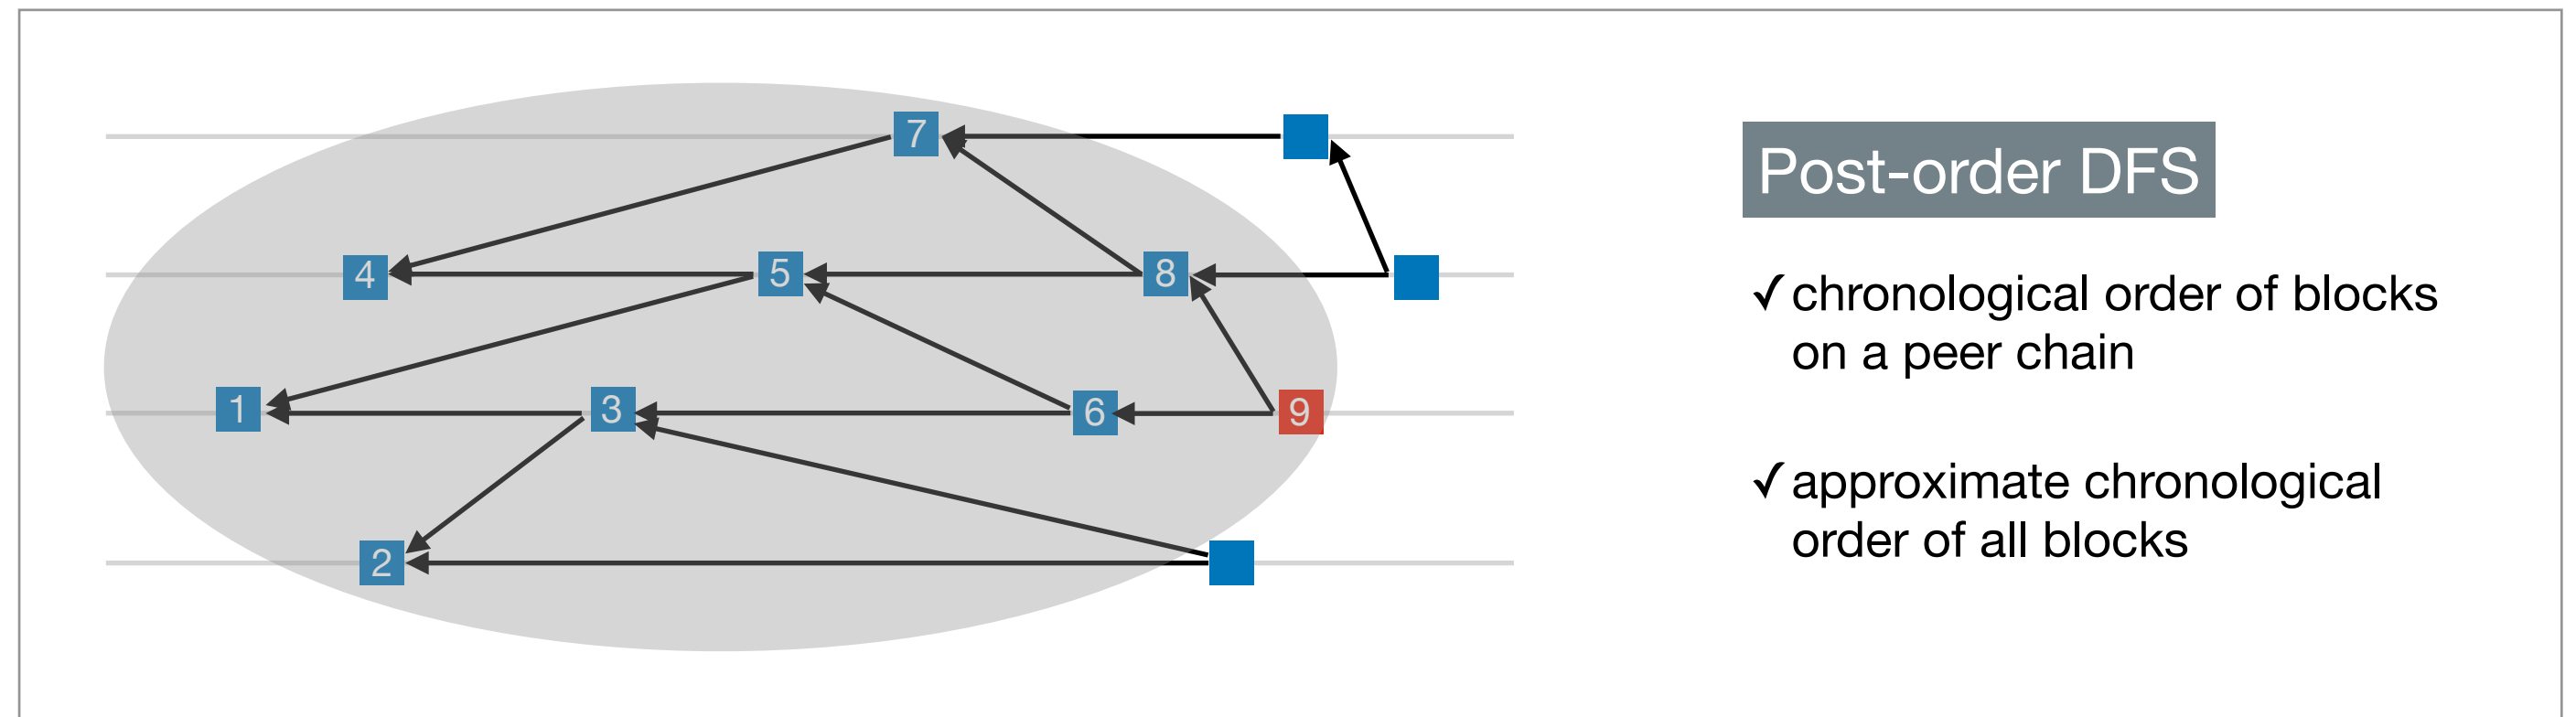 7
Post-order DFS
4 5 8
✓ chronological order of blocks
on a peer chain
1 3 6 9
✓ approximate chronological
order of all blocks
2